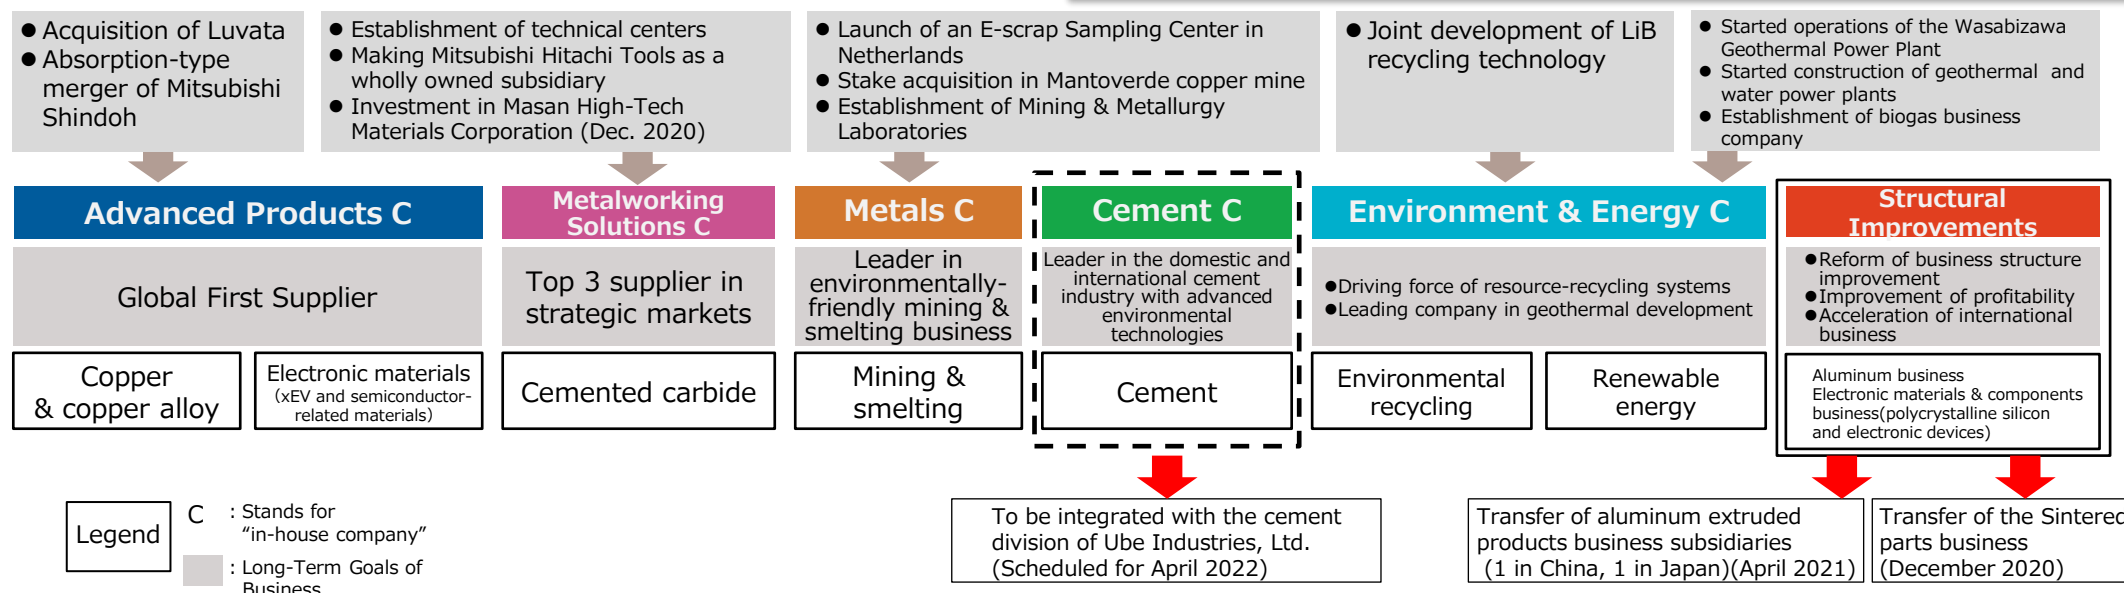 ● Acquisition of Luvata
● Absorption-type
merger of Mitsubishi
Shindoh
● Establishment of technical centers
● Making Mitsubishi Hitachi Tools as a
wholly owned subsidiary
● Investment in Masan High-Tech
Materials Corporation (Dec. 2020)
● Launch of an E-scrap Sampling Center in
Netherlands
● Stake acquisition in Mantoverde copper mine
● Establishment of Mining & Metallurgy
Laboratories
● Joint development of LiB
recycling technology
● Started operations of the Wasabizawa
Geothermal Power Plant
● Started construction of geothermal and
water power plants
● Establishment of biogas business
company
Advanced Products C
Metalworking
Solutions C
Metals C
Cement C
Environment & Energy C
Structural
Improvements
Global First Supplier
Top 3 supplier in
strategic markets
Leader in
environmentally-
friendly mining &
smelting business
Leader in the domestic and
international cement
industry with advanced
environmental
technologies
●Driving force of resource-recycling systems
●Leading company in geothermal development
●Reform of business structure
improvement
●Improvement of profitability
●Acceleration of international
business
Copper
& copper alloy
Electronic materials
（xEV and semiconductor-
related materials）
Cemented carbide
Mining &
smelting
Cement
Environmental
recycling
Renewable
energy
Aluminum business
Electronic materials & components
business(polycrystalline silicon
and electronic devices)
To be integrated with the cement
division of Ube Industries, Ltd.
(Scheduled for April 2022)
Transfer of aluminum extruded
products business subsidiaries
(1 in China, 1 in Japan)(April 2021)
Transfer of the Sintered
parts business
(December 2020)
Legend
C : Stands for
“in-house company”
: Long-Term Goals of
Business